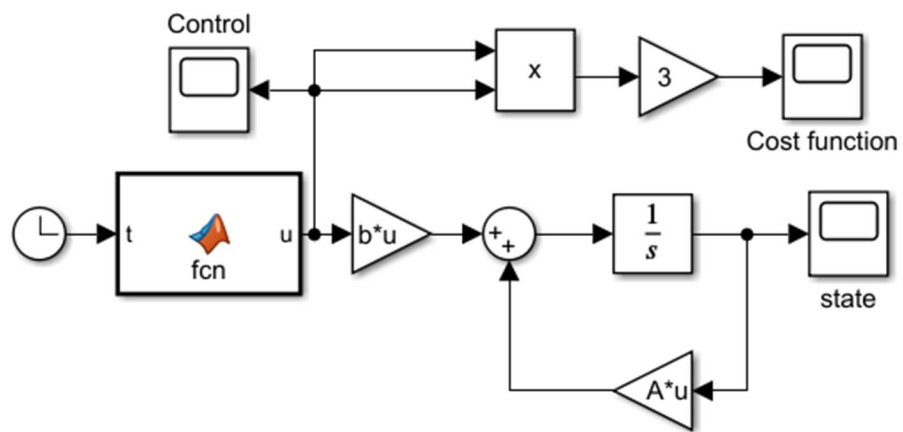 Control
x
3
Cost function
t
fcn
u
b*u
+
+
1
s
state
A*u